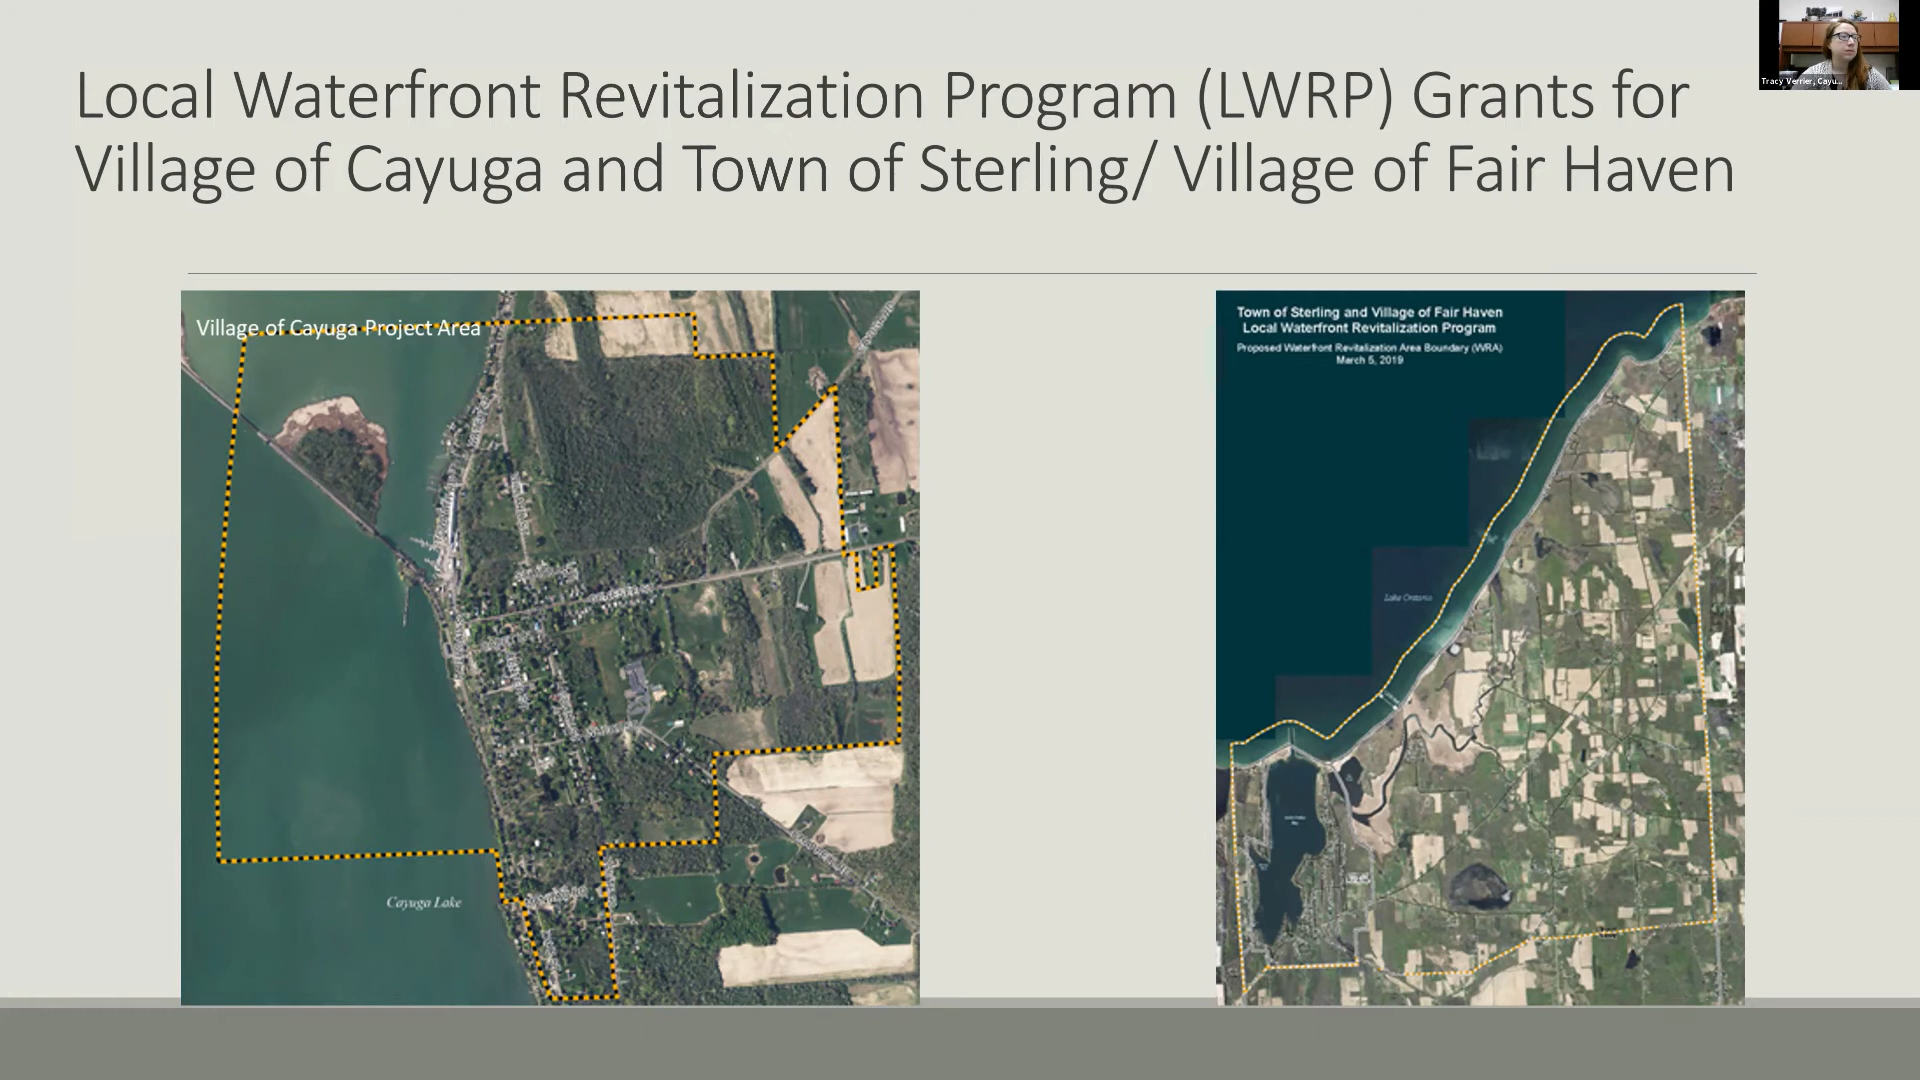 Local Waterfront Revitalization Program (LWRP) Grants for
Village of Cayuga and Town of Sterling/ Village of Fair Haven
Tracy Verrier, Cayu...
Village of Cayuga Project Area
Cayuga Lake
Town of Sterling and Village of Fair Haven
Local Waterfront Revitalization Program
Proposed Waterfront Revitalization Area Boundary (WRA)
March 5, 2019
Lake Ontario